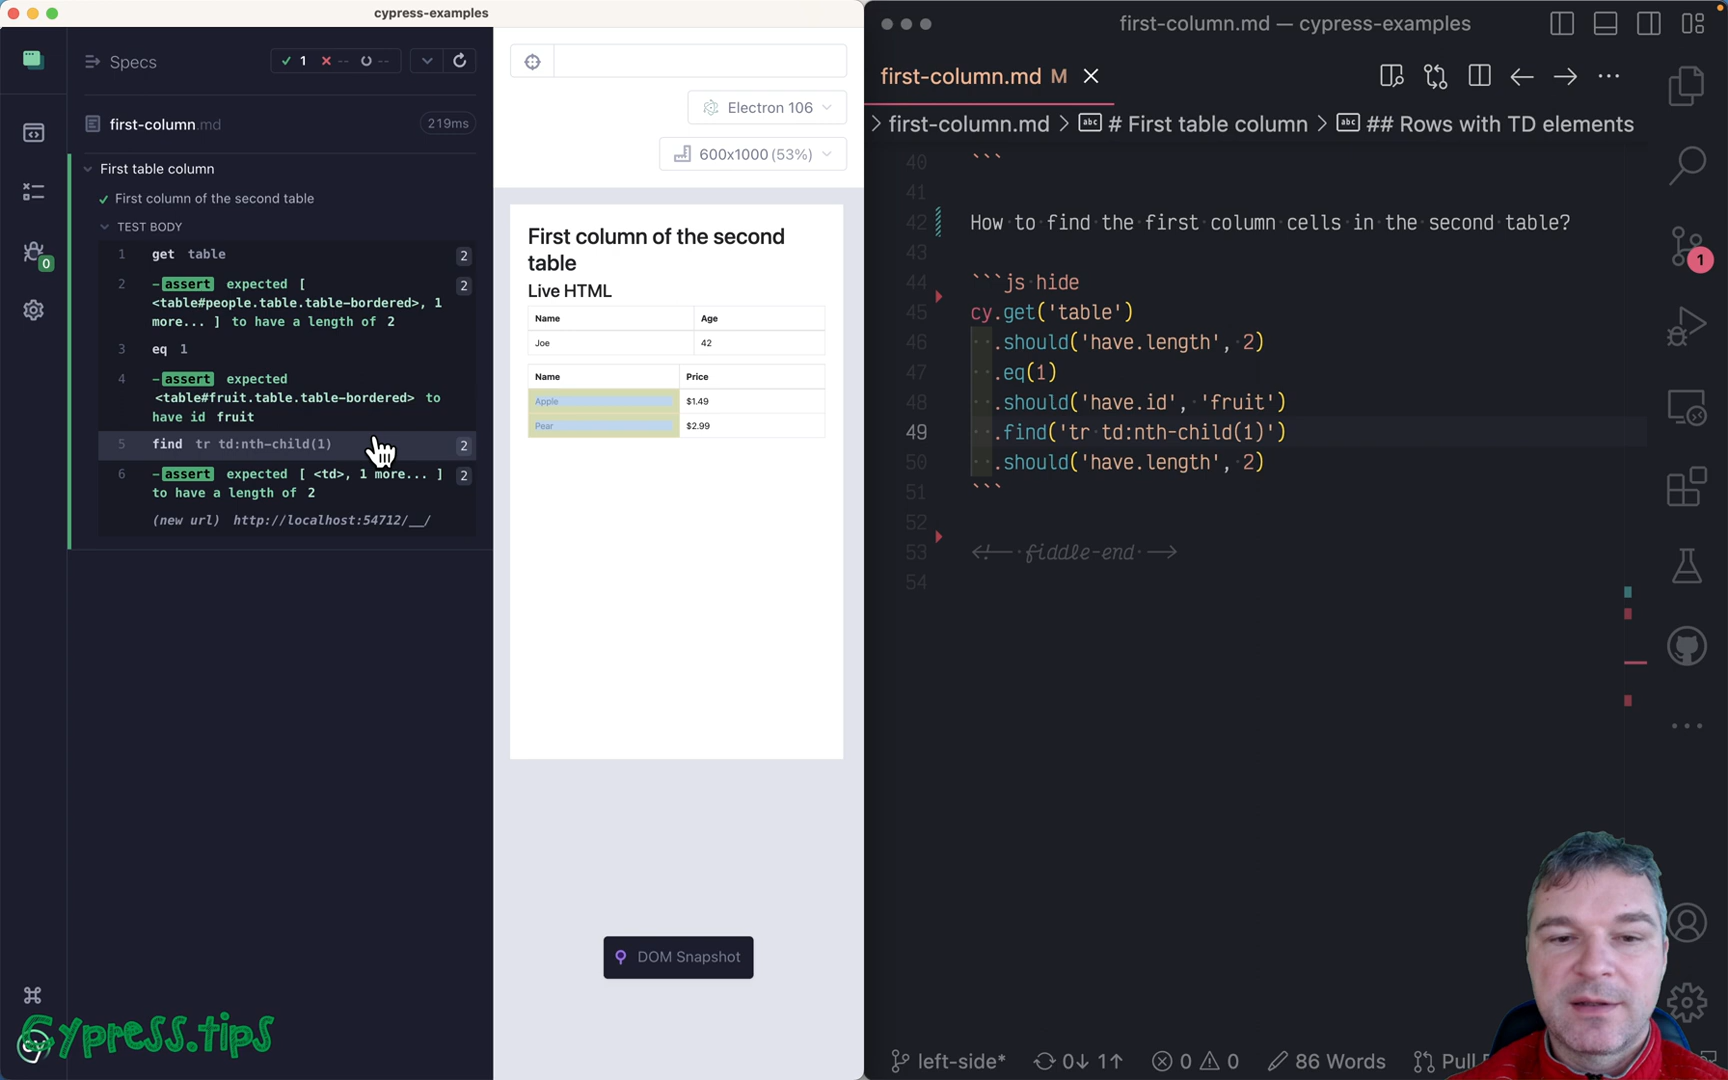 cypress-examples
Specs
1
--
--
first-column.md
219ms
First table column
First column of the second table
TEST BODY
1 get table 2
2 -assert expected [ 2
<table#people.table.table-bordered>, 1
more... ] to have a length of 2
3 eq 1
4 -assert expected
<table#fruit.table.table-bordered> to
have id fruit
5 find tr td:nth-child(1) 2
6 -assert expected [ <td>, 1 more... ] 2
to have a length of 2
(new url) http://localhost:54712/__/
0
Cypress.tips
cy
Electron 106
600x1000 (53%)
First column of the second
table
Live HTML
Name Age
Joe 42
Name Price
Apple $1.49
Pear $2.99
DOM Snapshot
first-column.md — cypress-examples
first-column.md M
first-column.md > # First table column > ## Rows with TD elements
40 ```
41
42 How to find the first column cells in the second table?
43
44 ```js hide
45 cy.get('table')
46 .should('have.length', 2)
47 .eq(1)
48 .should('have.id', 'fruit')
49 .find('tr td:nth-child(1)')
50 .should('have.length', 2)
51 ```
52
53 <!-- fiddle-end -->
54
1
left-side* 0↓ 1↑ 0 0 86 Words